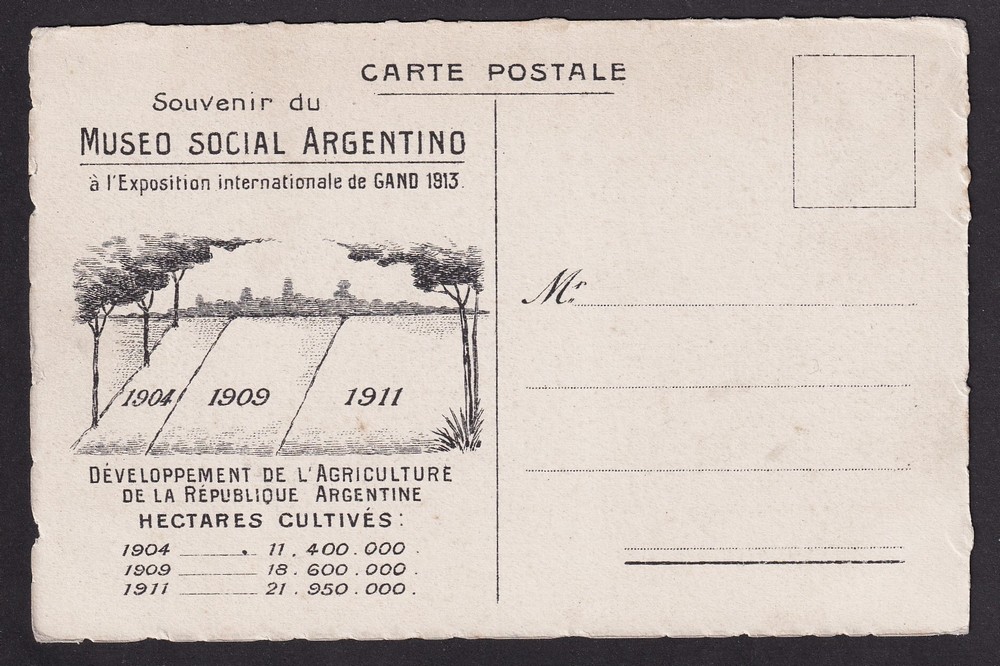 CARTE POSTALE
Souvenir du
MUSEO SOCIAL ARGENTINO
à l'Exposition internationale de GAND 1913.
1904 1909 1911
DÉVELOPPEMENT DE L'AGRICULTURE
DE LA RÉPUBLIQUE ARGENTINE
HECTARES CULTIVÉS:
1904 11.400.000.
1909 18.600.000.
1911 21.950.000.
Mr